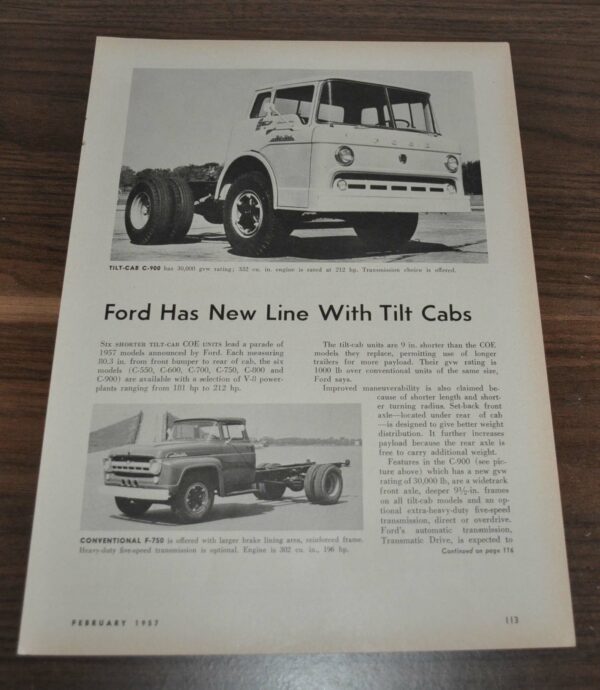 FORD
TILT-CAB C-900 has 30,000 gvw rating; 332 cu. in. engine is rated at 212 hp. Transmission choice is offered.
Ford Has New Line With Tilt Cabs
SIX SHORTER TILT-CAB COE UNITS lead a parade of
1957 models announced by Ford. Each measuring
80.3 in. from front bumper to rear of cab, the six
models (C-550, C-600, C-700, C-750, C-800 and
C-900) are available with a selection of V-8 power-
plants ranging from 181 hp to 212 hp.
CONVENTIONAL F-750 is offered with larger brake lining area, reinforced frame.
Heavy-duty five-speed transmission is optional. Engine is 302 cu. in., 196 hp.
The tilt-cab units are 9 in. shorter than the COE
models they replace, permitting use of longer
trailers for more payload. Their gvw rating is
1000 lb over conventional units of the same size,
Ford says.
Improved maneuverability is also claimed be-
cause of shorter length and short-
er turning radius. Set-back front
axle—located under rear of cab
—is designed to give better weight
distribution. It further increases
payload because the rear axle is
free to carry additional weight.
Features in the C-900 (see pic-
ture above) which has a new gvw
rating of 30,000 lb, are a widetrack
front axle, deeper 9½-in. frames
on all tilt-cab models and an op-
tional extra-heavy-duty five-speed
transmission, direct or overdrive.
Ford's automatic transmission,
Transmatic Drive, is expected to
Continued on page 116
FEBRUARY 1957
113